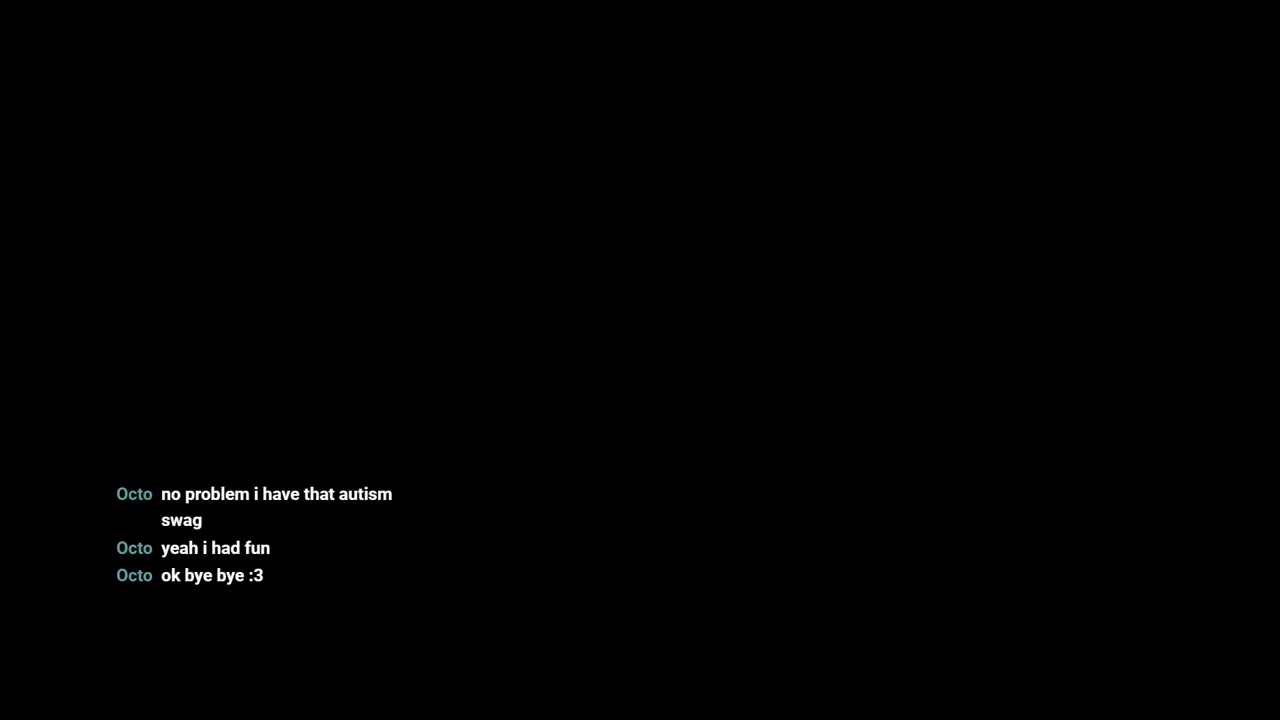 Octo no problem i have that autism
swag
Octo yeah i had fun
Octo ok bye bye :3